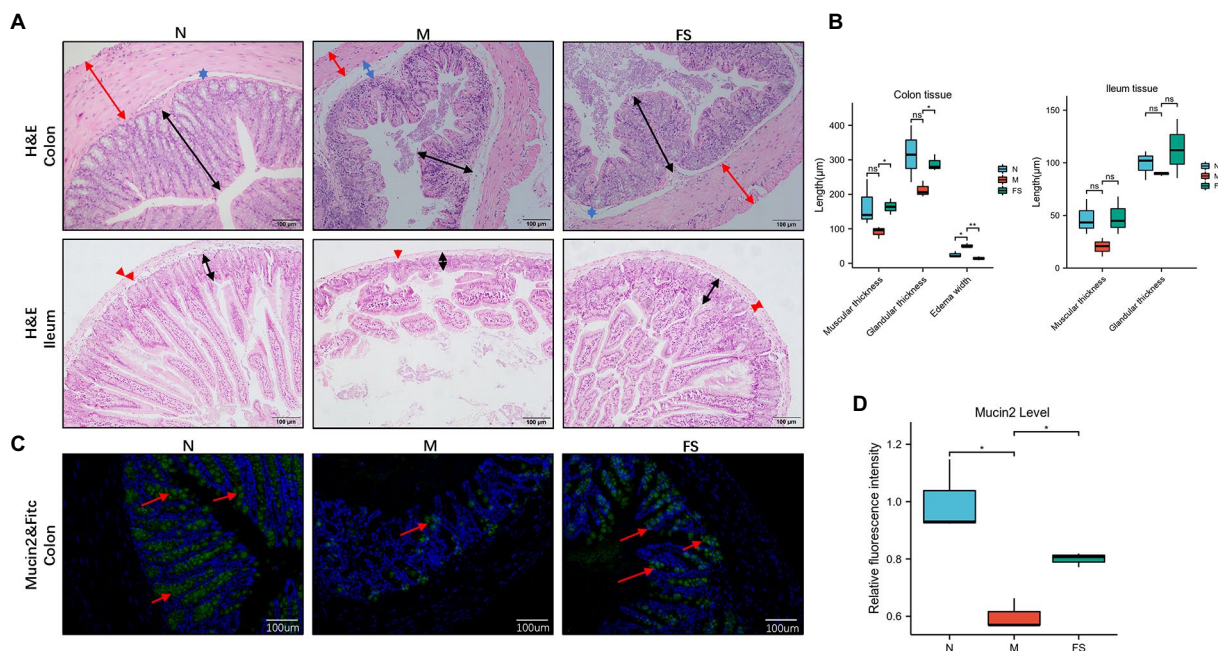 A
N
M
FS
H&E
Colon
100 μm
100 μm
100 μm
H&E
Ileum
100 μm
100 μm
100 μm
B
Colon tissue
Length(μm)
400
300
200
100
0
ns
*
ns
*
*
**
Muscular thickness
Glandular thickness
Edema width
N
M
FS
Ileum tissue
Length(μm)
150
100
50
0
ns
ns
ns
ns
Muscular thickness
Glandular thickness
N
C
N
M
FS
Mucin2&Fitc
Colon
100um
100um
100um
D
Mucin2 Level
Relative fluorescence intensity
1.2
1.0
0.8
0.6
*
*
N
M
FS